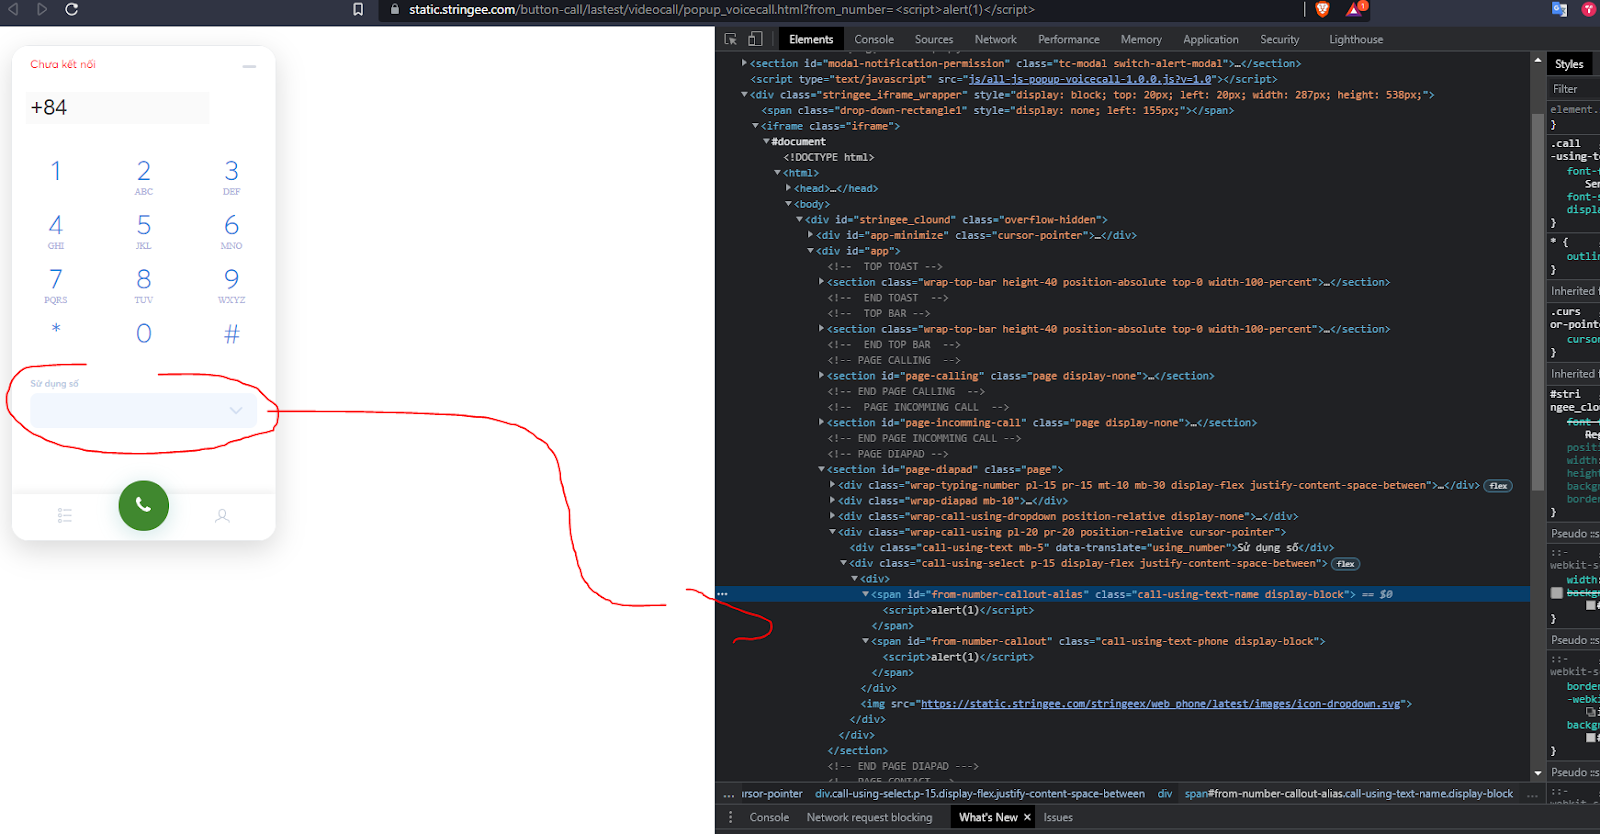 static.stringee.com/button-call/lastest/videocall/popup_voicecall.html?from_number=<script>alert(1)</script>
1
Chưa kết nối
+84
1
2
ABC
3
DEF
4
GHI
5
JKL
6
MNO
7
PQRS
8
TUV
9
WXYZ
*
0
#
Sử dụng số
Elements Console Sources Network Performance Memory Application Security Lighthouse
<section id="modal-notification-permission" class="tc-modal switch-alert-modal">…</section>
<script type="text/javascript" src="js/all-js-popup-voicecall-1.0.0.js?v=1.0"></script>
<div class="stringee_iframe_wrapper" style="display: block; top: 20px; left: 20px; width: 287px; height: 538px;">
<span class="drop-down-rectangle1" style="display: none; left: 155px;"></span>
<iframe class="iframe">
#document
<!DOCTYPE html>
<html>
<head>…</head>
<body>
<div id="stringee_clound" class="overflow-hidden">
<div id="app-minimize" class="cursor-pointer">…</div>
<div id="app">
<!-- TOP TOAST -->
<section class="wrap-top-bar height-40 position-absolute top-0 width-100-percent">…</section>
<!-- END TOAST -->
<!-- TOP BAR -->
<section class="wrap-top-bar height-40 position-absolute top-0 width-100-percent">…</section>
<!-- END TOP BAR -->
<!-- PAGE CALLING -->
<section id="page-calling" class="page display-none">…</section>
<!-- END PAGE CALLING -->
<!-- PAGE INCOMMING CALL -->
<section id="page-incoming-call" class="page display-none">…</section>
<!-- END PAGE INCOMMING CALL -->
<!-- PAGE DIAPAD -->
<section id="page-diapad" class="page">
<div class="wrap-typing-number pl-15 pr-15 mt-10 mb-30 display-flex justify-content-space-between">…</div> flex
<div class="wrap-diapad mb-10">…</div>
<div class="wrap-call-using-dropdown position-relative display-none">…</div>
<div class="wrap-call-using pl-20 pr-20 position-relative cursor-pointer">
<div class="call-using-text mb-5" data-translate="using_number">Sử dụng số</div>
<div class="call-using-select p-15 display-flex justify-content-space-between"> flex
<div>
<span id="from-number-callout-alias" class="call-using-text-name display-block"> == $0
<script>alert(1)</script>
</span>
<span id="from-number-callout" class="call-using-text-phone display-block">
<script>alert(1)</script>
</span>
</div>
<img src="https://static.stringee.com/stringeex/web_phone/latest/images/icon-dropdown.svg">
</div>
</div>
</section>
<!-- END PAGE DIAPAD --->
<!-- PAGE CONTACT -->
… ursor-pointer div.call-using-select.p-15.display-flex.justify-content-space-between div span#from-number-callout-alias.call-using-text-name.display-block …
Console Network request blocking What's New × Issues
Styles
Filter
element.
}
.call
-using-t
font-f
Sen
font-s
displa
}
* {
outlin
}
Inherited f
.curs
or-point
cursor
}
Inherited f
#stri
ngee_clou
font-
Reg
positi
width:
height
backgr
border
}
Pseudo ::s
::-
webkit-s
width:
backgr
}
Pseudo ::s
::-
webkit-s
border
-webki
backgr
}
Pseudo ::s
::-
webkit-s